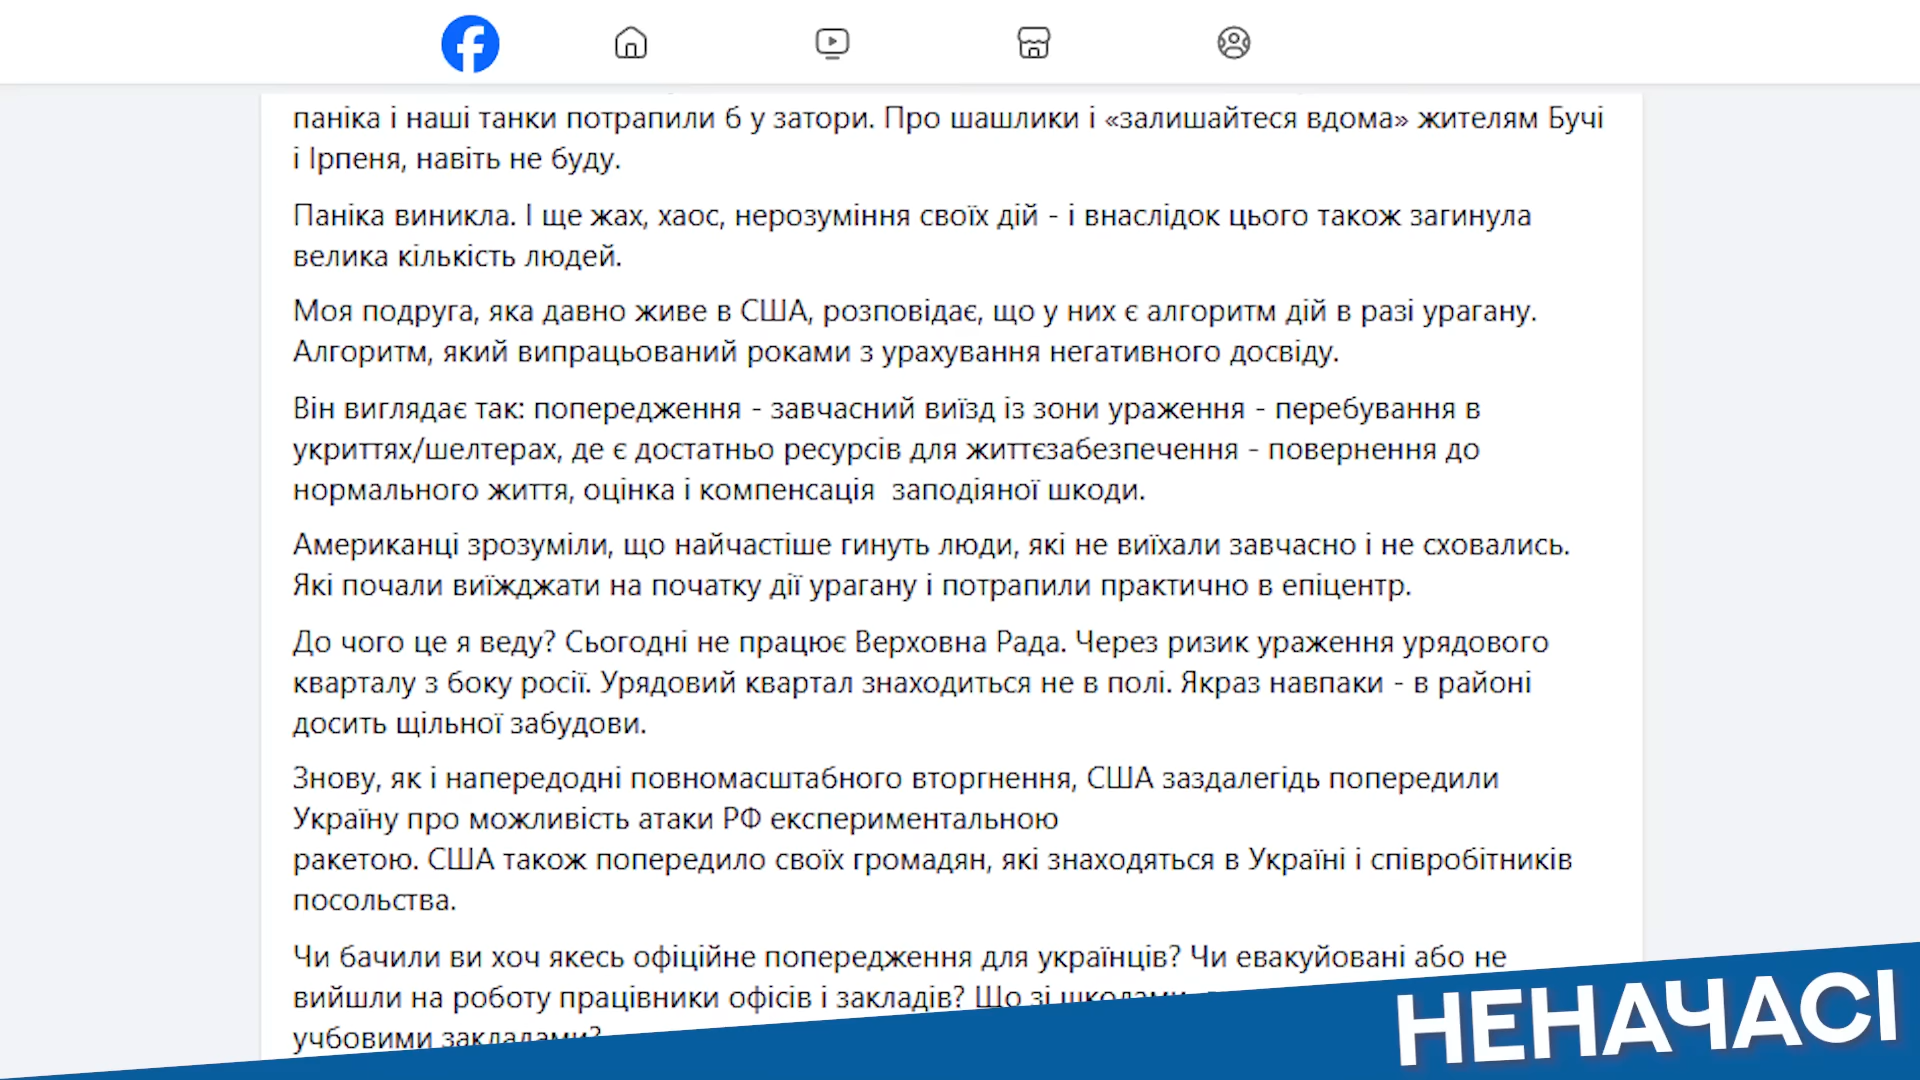 паніка і наші танки потрапили б у затори. Про шашлики і «залишайтеся вдома» жителям Бучі
і Ірпеня, навіть не буду.
Паніка виникла. І ще жах, хаос, нерозуміння своїх дій - і внаслідок цього також загинула
велика кількість людей.
Моя подруга, яка давно живе в США, розповідає, що у них є алгоритм дій в разі урагану.
Алгоритм, який випрацьований роками з урахування негативного досвіду.
Він виглядає так: попередження - завчасний виїзд із зони ураження - перебування в
укриттях/шелтерах, де є достатньо ресурсів для життєзабезпечення - повернення до
нормального життя, оцінка і компенсація  заподіяної шкоди.
Американці зрозуміли, що найчастіше гинуть люди, які не виїхали завчасно і не сховались.
Які почали виїжджати на початку дії урагану і потрапили практично в епіцентр.
До чого це я веду? Сьогодні не працює Верховна Рада. Через ризик ураження урядового
кварталу з боку росії. Урядовий квартал знаходиться не в полі. Якраз навпаки - в районі
досить щільної забудови.
Знову, як і напередодні повномасштабного вторгнення, США заздалегідь попередили
Україну про можливість атаки РФ експериментальною
ракетою. США також попередило своїх громадян, які знаходяться в Україні і співробітників
посольства.
Чи бачили ви хоч якесь офіційне попередження для українців? Чи евакуйовані або не
вийшли на роботу працівники офісів і закладів? Що зі школами,
учбовими закладами?
НЕНАЧАСІ